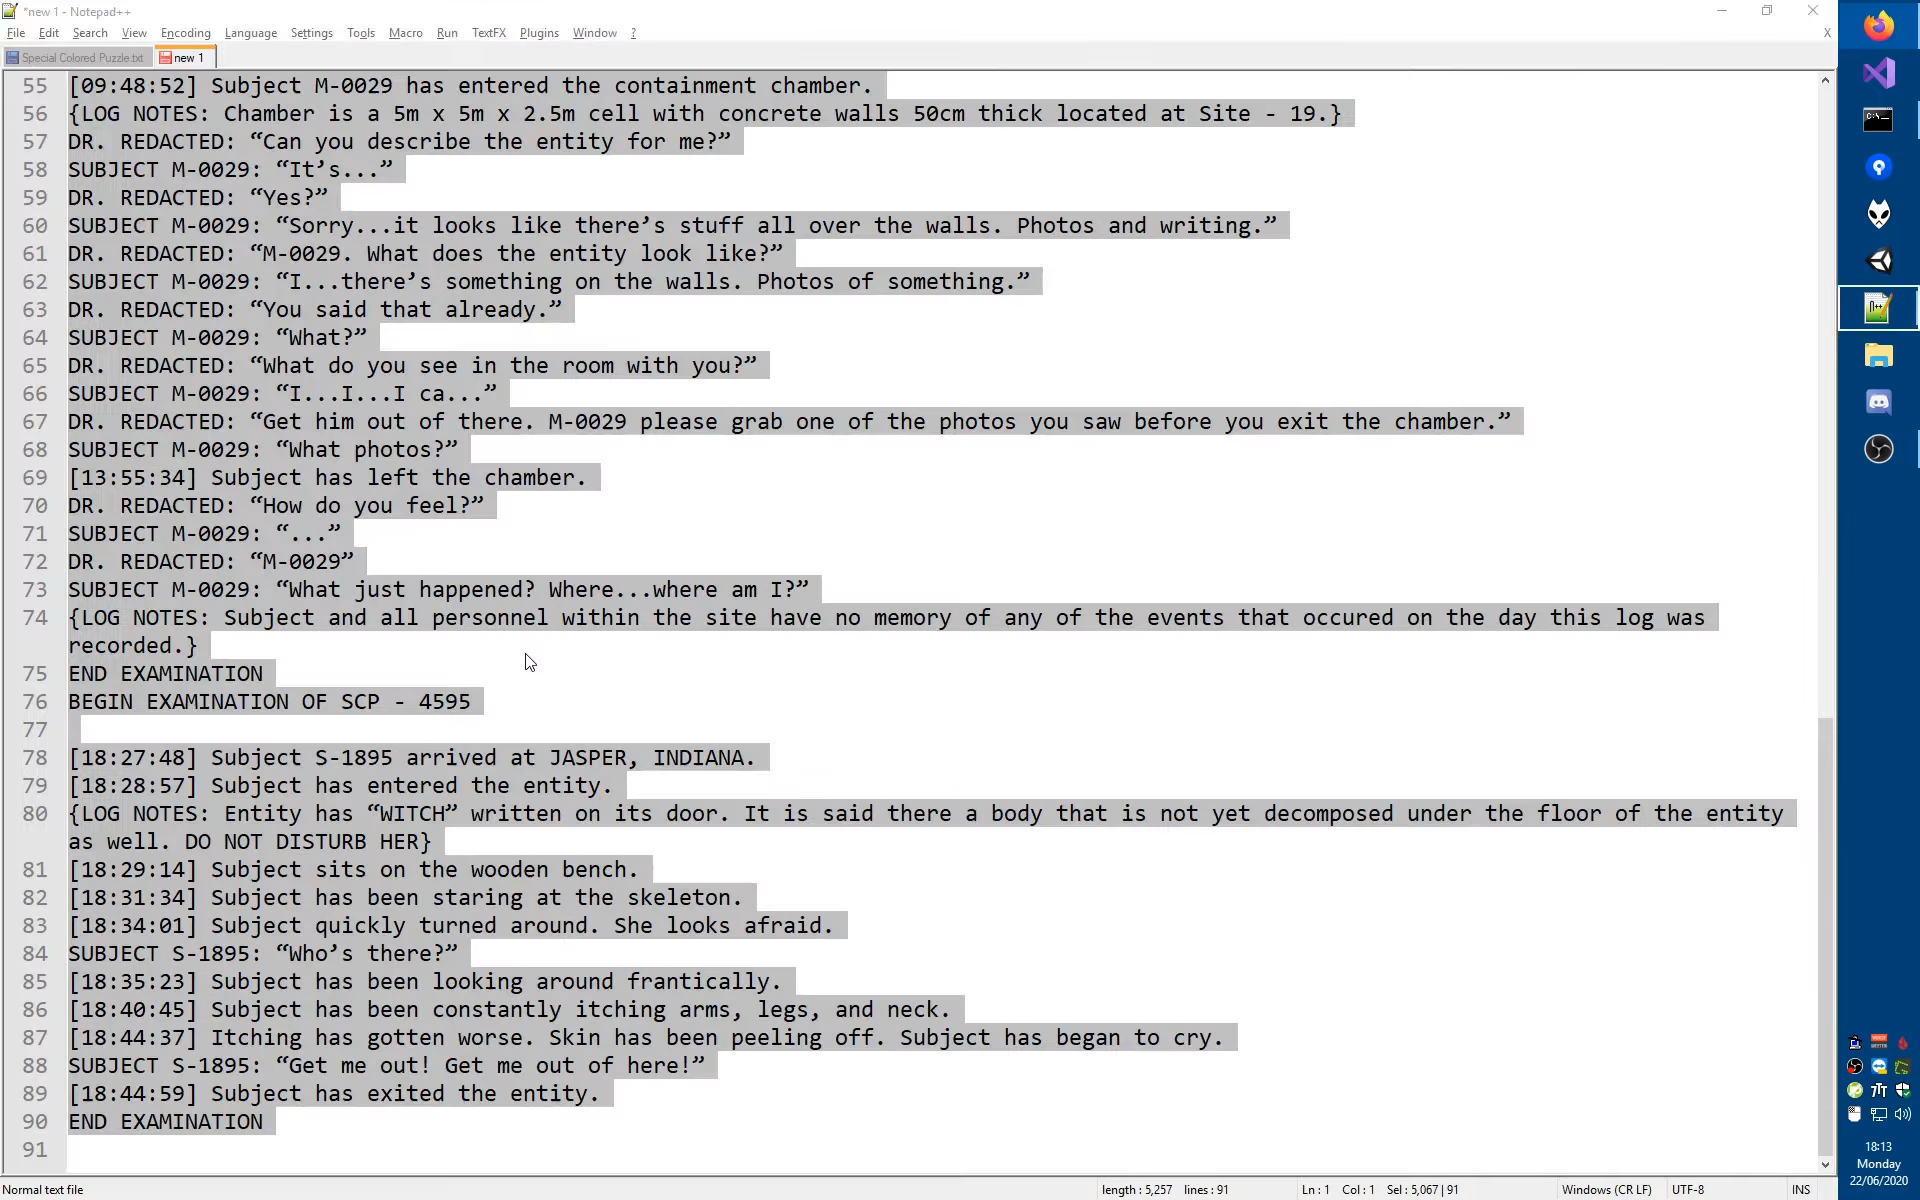 *new 1 - Notepad++
File Edit Search View Encoding Language Settings Tools Macro Run TextFX Plugins Window ? X
Special Colored Puzzle.txt new 1
55 [09:48:52] Subject M-0029 has entered the containment chamber.
56 {LOG NOTES: Chamber is a 5m x 5m x 2.5m cell with concrete walls 50cm thick located at Site - 19.}
57 DR. REDACTED: “Can you describe the entity for me?”
58 SUBJECT M-0029: “It’s...”
59 DR. REDACTED: “Yes?”
60 SUBJECT M-0029: “Sorry...it looks like there’s stuff all over the walls. Photos and writing.”
61 DR. REDACTED: “M-0029. What does the entity look like?”
62 SUBJECT M-0029: “I...there’s something on the walls. Photos of something.”
63 DR. REDACTED: “You said that already.”
64 SUBJECT M-0029: “What?”
65 DR. REDACTED: “What do you see in the room with you?”
66 SUBJECT M-0029: “I...I...I ca...”
67 DR. REDACTED: “Get him out of there. M-0029 please grab one of the photos you saw before you exit the chamber.”
68 SUBJECT M-0029: “What photos?”
69 [13:55:34] Subject has left the chamber.
70 DR. REDACTED: “How do you feel?”
71 SUBJECT M-0029: “...”
72 DR. REDACTED: “M-0029”
73 SUBJECT M-0029: “What just happened? Where...where am I?”
74 {LOG NOTES: Subject and all personnel within the site have no memory of any of the events that occured on the day this log was
recorded.}
75 END EXAMINATION
76 BEGIN EXAMINATION OF SCP - 4595
77
78 [18:27:48] Subject S-1895 arrived at JASPER, INDIANA.
79 [18:28:57] Subject has entered the entity.
80 {LOG NOTES: Entity has “WITCH” written on its door. It is said there a body that is not yet decomposed under the floor of the entity
as well. DO NOT DISTURB HER}
81 [18:29:14] Subject sits on the wooden bench.
82 [18:31:34] Subject has been staring at the skeleton.
83 [18:34:01] Subject quickly turned around. She looks afraid.
84 SUBJECT S-1895: “Who’s there?”
85 [18:35:23] Subject has been looking around frantically.
86 [18:40:45] Subject has been constantly itching arms, legs, and neck.
87 [18:44:37] Itching has gotten worse. Skin has been peeling off. Subject has began to cry.
88 SUBJECT S-1895: “Get me out! Get me out of here!”
89 [18:44:59] Subject has exited the entity.
90 END EXAMINATION
91
Normal text file length : 5,257 lines : 91 Ln : 1 Col : 1 Sel : 5,067 | 91 Windows (CR LF) UTF-8 INS
18:13
Monday
22/06/2020